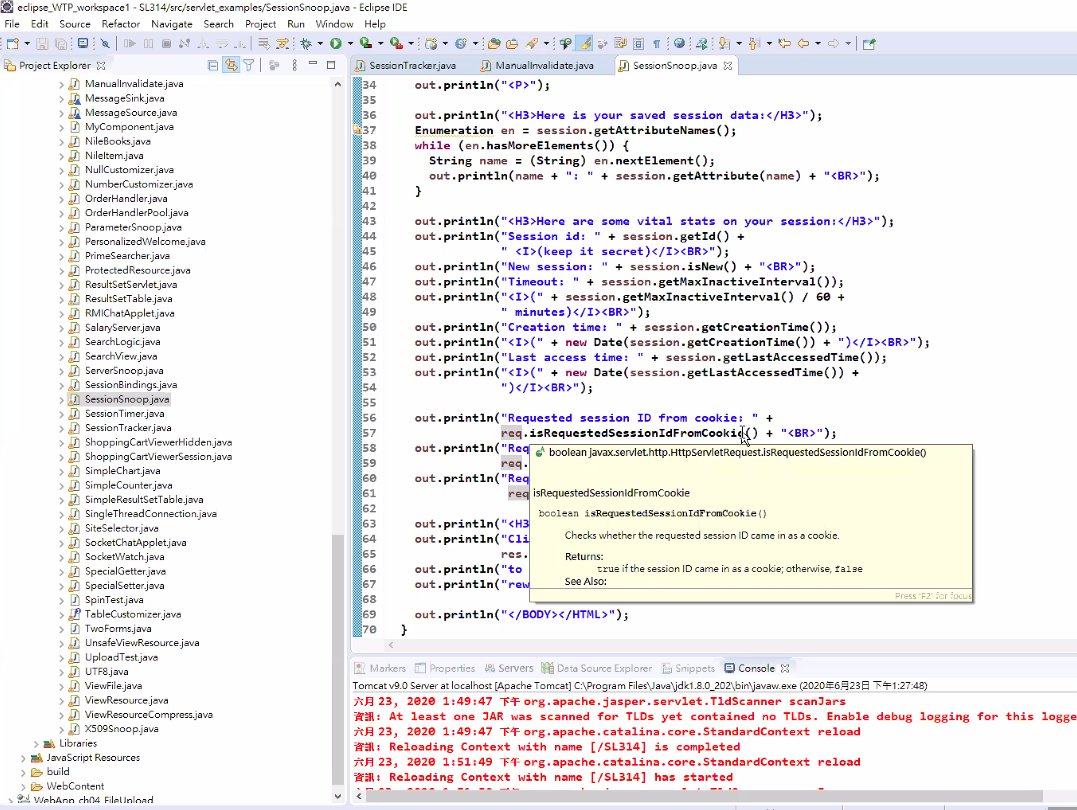 eclipse_WTP_workspace1 - SL314/src/servlet_examples/SessionSnoop.java - Eclipse IDE
File Edit Source Refactor Navigate Search Project Run Window Help
Project Explorer
SessionTracker.java ManualInvalidate.java SessionSnoop.java
ManualInvalidate.java
MessageSink.java
MessageSource.java
MyComponent.java
NileBooks.java
NileItem.java
NullCustomizer.java
NumberCustomizer.java
OrderHandler.java
OrderHandlerPool.java
ParameterSnoop.java
PersonalizedWelcome.java
PrimeSearcher.java
ProtectedResource.java
ResultSetServlet.java
ResultSetTable.java
RMIChatApplet.java
SalaryServer.java
SearchLogic.java
SearchView.java
ServerSnoop.java
SessionBindings.java
SessionSnoop.java
SessionTimer.java
SessionTracker.java
ShoppingCartViewerHidden.java
ShoppingCartViewerSession.java
SimpleChart.java
SimpleCounter.java
SimpleResultSetTable.java
SingleThreadConnection.java
SiteSelector.java
SocketChatApplet.java
SocketWatch.java
SpecialGetter.java
SpecialSetter.java
SpinTest.java
TableCustomizer.java
TwoForms.java
UnsafeViewResource.java
UploadTest.java
UTF8.java
ViewFile.java
ViewResource.java
ViewResourceCompress.java
X509Snoop.java
Libraries
JavaScript Resources
build
WebContent
WebApp_ch04_FileUpload
34 out.println("<P>");
35
36 out.println("<H3>Here is your saved session data:</H3>");
37 Enumeration en = session.getAttributeNames();
38 while (en.hasMoreElements()) {
39 String name = (String) en.nextElement();
40 out.println(name + ": " + session.getAttribute(name) + "<BR>");
41 }
42
43 out.println("<H3>Here are some vital stats on your session:</H3>");
44 out.println("Session id: " + session.getId() +
45 " <I>(keep it secret)</I><BR>");
46 out.println("New session: " + session.isNew() + "<BR>");
47 out.println("Timeout: " + session.getMaxInactiveInterval());
48 out.println("<I>(" + session.getMaxInactiveInterval() / 60 +
49 " minutes)</I><BR>");
50 out.println("Creation time: " + session.getCreationTime());
51 out.println("<I>(" + new Date(session.getCreationTime()) + ")</I><BR>");
52 out.println("Last access time: " + session.getLastAccessedTime());
53 out.println("<I>(" + new Date(session.getLastAccessedTime()) +
54 ")</I><BR>");
55
56 out.println("Requested session ID from cookie: " +
57 req.isRequestedSessionIdFromCookie() + "<BR>");
58 out.println("Req
59 req.
60 out.println("Req
61 req
62
63 out.println("<H3
64 out.println("Cli
65 res.
66 out.println("to
67 out.println("rew
68
69 out.println("</BODY></HTML>");
70 }
boolean javax.servlet.http.HttpServletRequest.isRequestedSessionIdFromCookie()
isRequestedSessionIdFromCookie
boolean isRequestedSessionIdFromCookie()
Checks whether the requested session ID came in as a cookie.
Returns:
true if the session ID came in as a cookie; otherwise, false
See Also:
Press 'F2' for focus
Markers Properties Servers Data Source Explorer Snippets Console
Tomcat v9.0 Server at localhost [Apache Tomcat] C:\Program Files\Java\jdk1.8.0_202\bin\javaw.exe (2020年6月23日 下午1:27:48)
六月 23, 2020 1:49:47 下午 org.apache.jasper.servlet.TldScanner scanJars
資訊: At least one JAR was scanned for TLDs yet contained no TLDs. Enable debug logging for this logge
六月 23, 2020 1:49:47 下午 org.apache.catalina.core.StandardContext reload
資訊: Reloading Context with name [/SL314] is completed
六月 23, 2020 1:51:49 下午 org.apache.catalina.core.StandardContext reload
資訊: Reloading Context with name [/SL314] has started